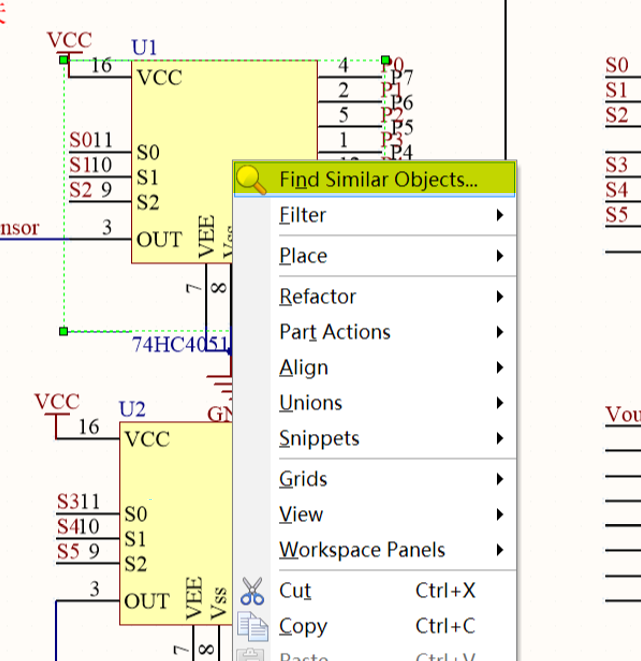 VCC
U1
16
VCC
4
P0
P7
2
P1
P6
5
P2
P5
1
P3
P4
S0
11
S0
S1
10
S1
S2
9
S2
nsor
3
OUT
VEE
Vss
7
8
74HC4051
GN
VCC
U2
16
VCC
S3
11
S0
S4
10
S1
S5
9
S2
3
OUT
VEE
Vss
7
8
Find Similar Objects...
Filter
Place
Refactor
Part Actions
Align
Unions
Snippets
Grids
View
Workspace Panels
Cut Ctrl+X
Copy Ctrl+C
Paste Ctrl+V
S0
S1
S2
S3
S4
S5
Vou